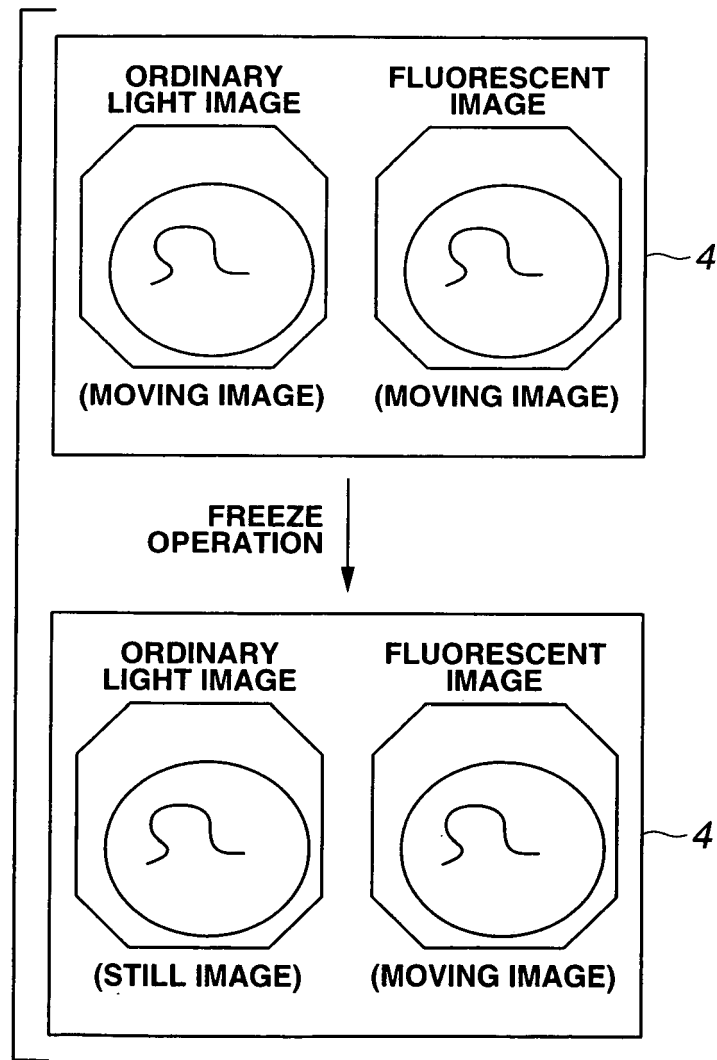 ORDINARY
LIGHT IMAGE
FLUORESCENT
IMAGE
4
(MOVING IMAGE)
(MOVING IMAGE)
FREEZE
OPERATION
ORDINARY
LIGHT IMAGE
FLUORESCENT
IMAGE
4
(STILL IMAGE)
(MOVING IMAGE)